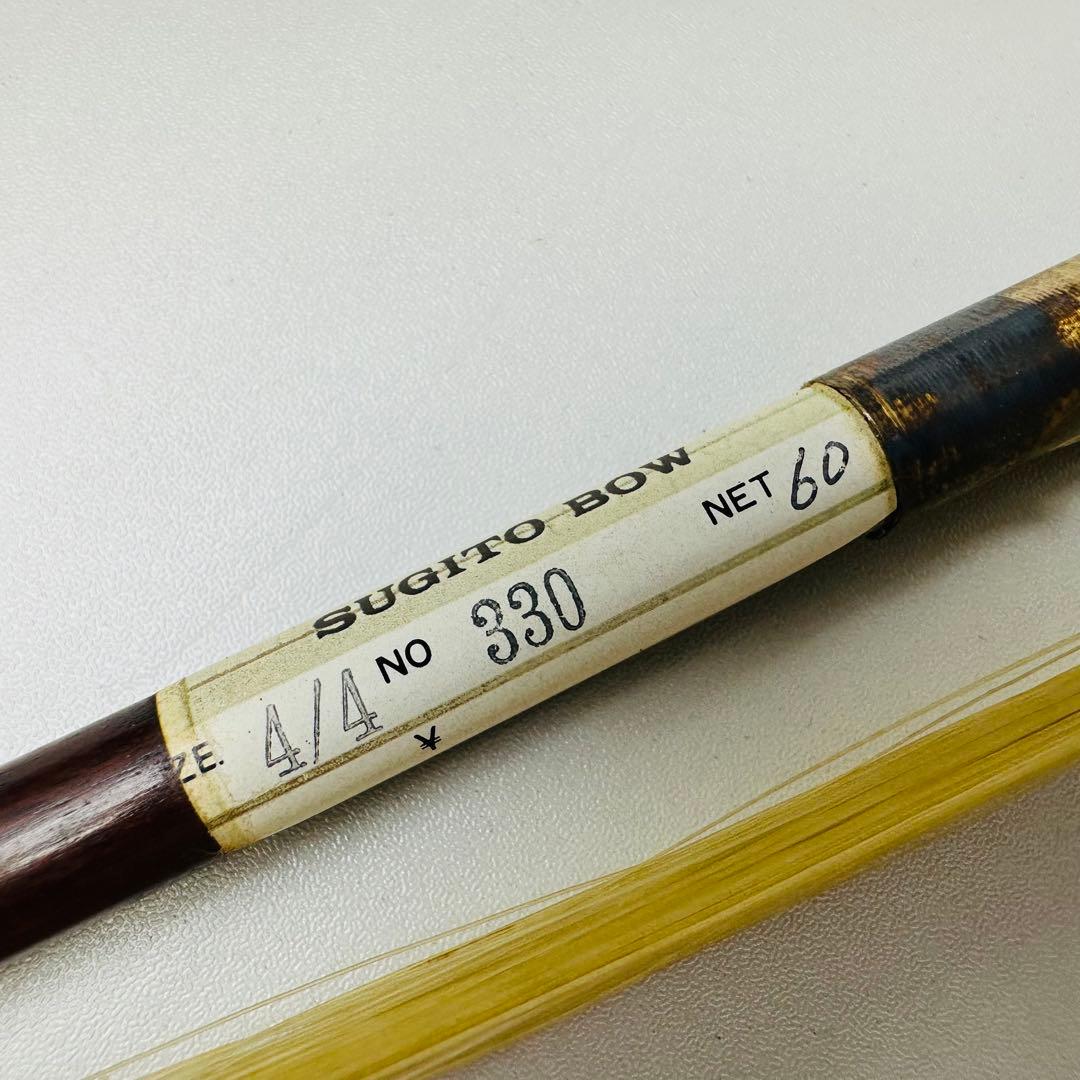 SUGITO BOW
ZE. 4/4 NO 330 NET 60
¥